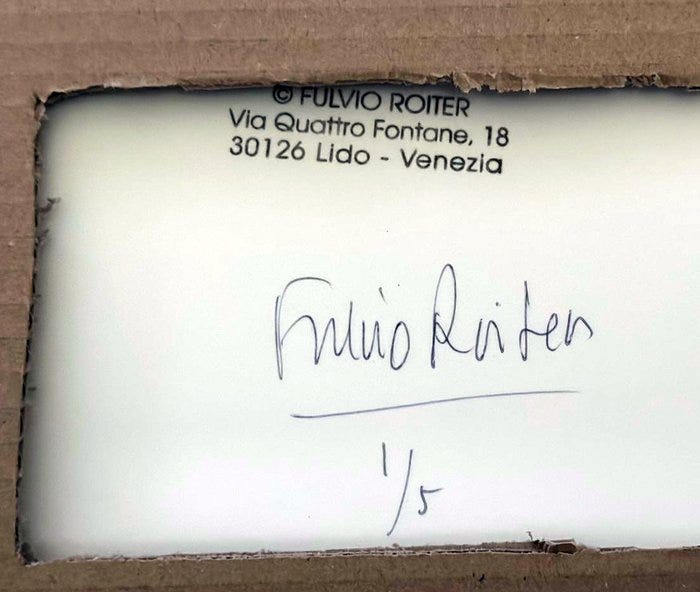 © FULVIO ROITER
Via Quattro Fontane, 18
30126 Lido - Venezia
Fulvio Roiter
1/5